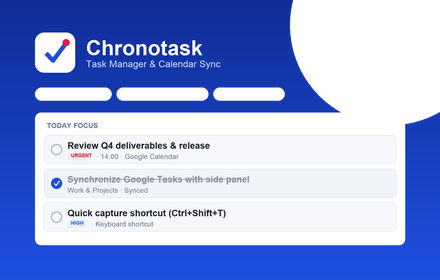 Chronotask
Task Manager & Calendar Sync
TODAY FOCUS
Review Q4 deliverables & release
URGENT · 14:00 · Google Calendar
Synchronize Google Tasks with side panel
Work & Projects · Synced
Quick capture shortcut (Ctrl+Shift+T)
HIGH · Keyboard shortcut